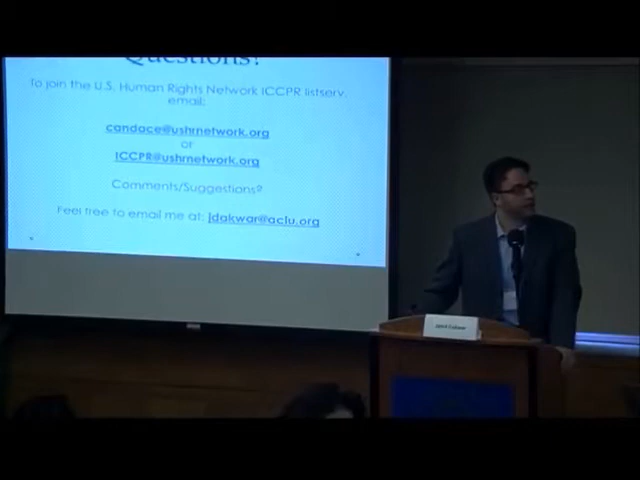 Questions?
To join the U.S. Human Rights Network ICCPR listserv,
email:
candace@ushrnetwork.org
or
ICCPR@ushrnetwork.org
Comments/Suggestions?
Feel free to email me at: jdakwar@aclu.org